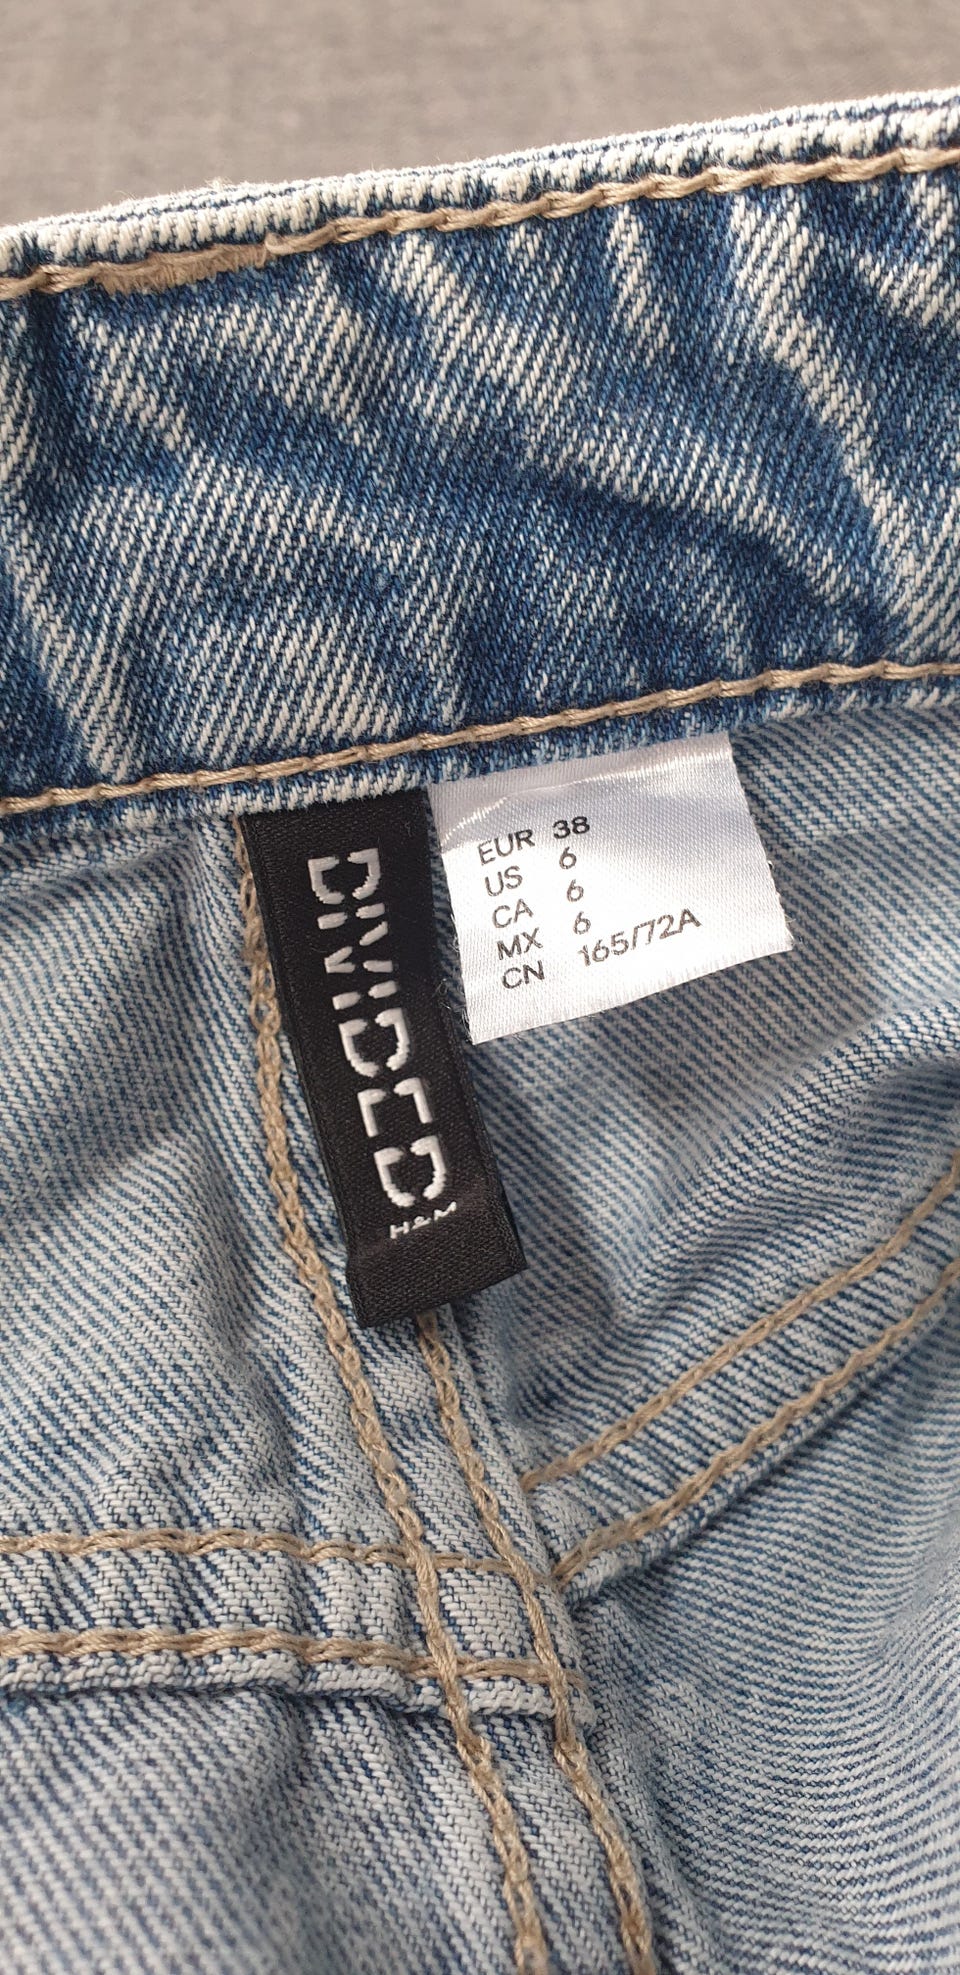 DIVIDED
H&M
EUR 38
US 6
CA 6
MX 6
CN 165/72A